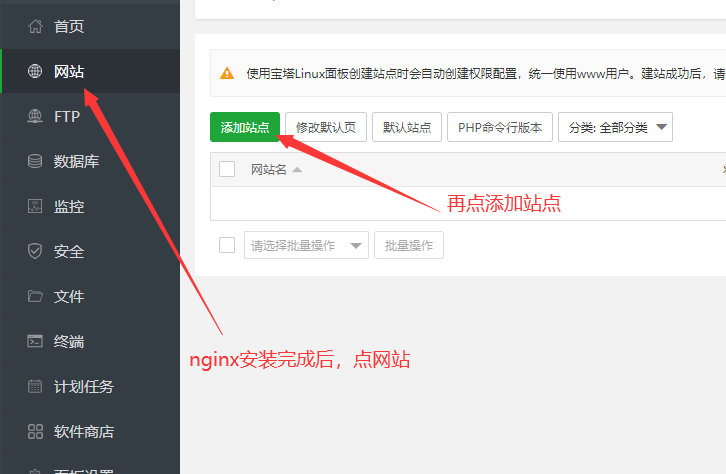 首页
网站
FTP
数据库
监控
安全
文件
终端
计划任务
软件商店
使用宝塔Linux面板创建站点时会自动创建权限配置，统一使用www用户。建站成功后，请
添加站点 修改默认页 默认站点 PHP命令行版本 分类: 全部分类
网站名
再点添加站点
请选择批量操作 批量操作
nginx安装完成后，点网站